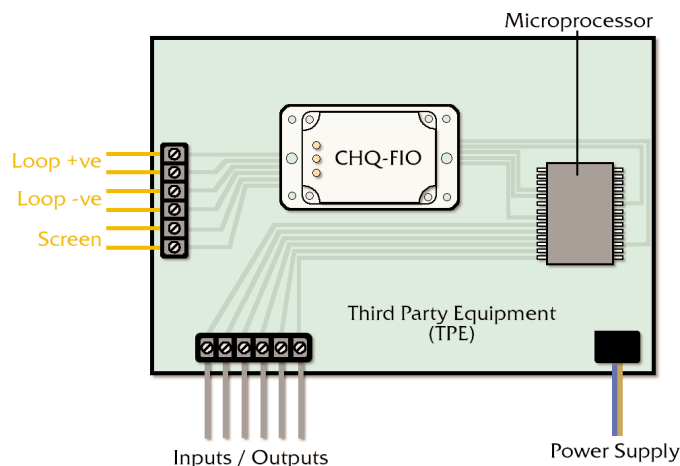 Microprocessor
CHQ-FIO
Loop +ve
Loop -ve
Screen
Third Party Equipment
(TPE)
Inputs / Outputs
Power Supply